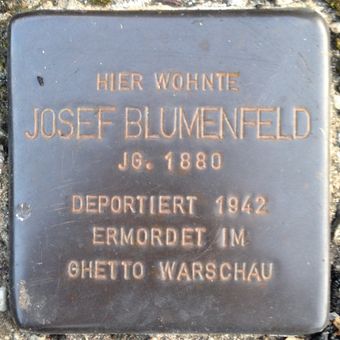 HIER WOHNTE
JOSEF BLUMENFELD
JG. 1880
DEPORTIERT 1942
ERMORDET IM
GHETTO WARSCHAU